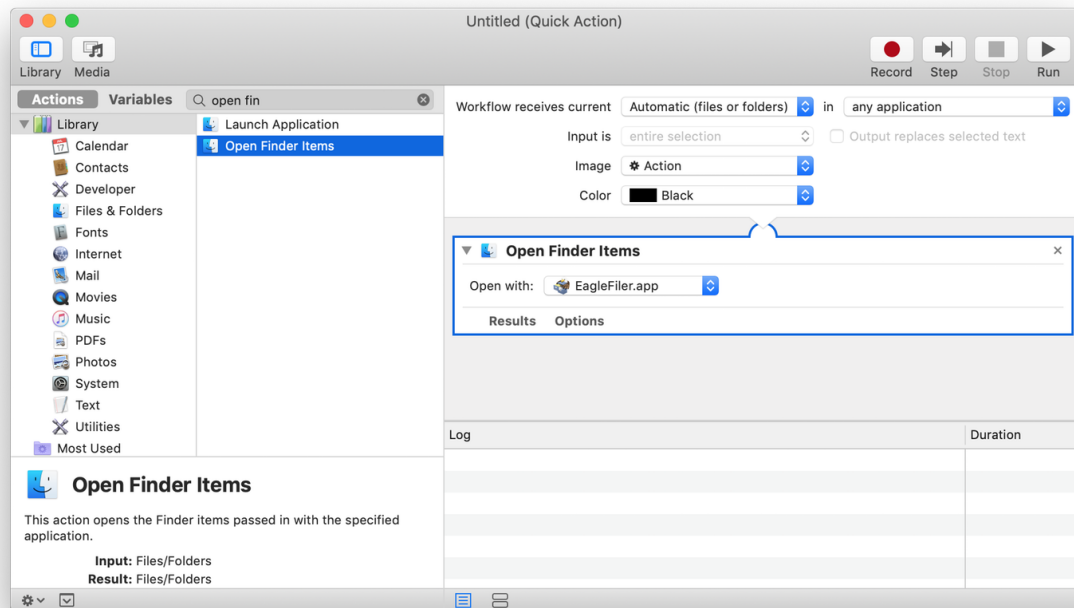 Untitled (Quick Action)
Library Media
Record Step Stop Run
Actions Variables open fin
Library
Calendar
Contacts
Developer
Files & Folders
Fonts
Internet
Mail
Movies
Music
PDFs
Photos
System
Text
Utilities
Most Used
Launch Application
Open Finder Items
Workflow receives current Automatic (files or folders) in any application
Input is entire selection Output replaces selected text
Image Action
Color Black
Open Finder Items
Open with: EagleFiler.app
Results Options
Log Duration
Open Finder Items
This action opens the Finder items passed in with the specified
application.
Input: Files/Folders
Result: Files/Folders